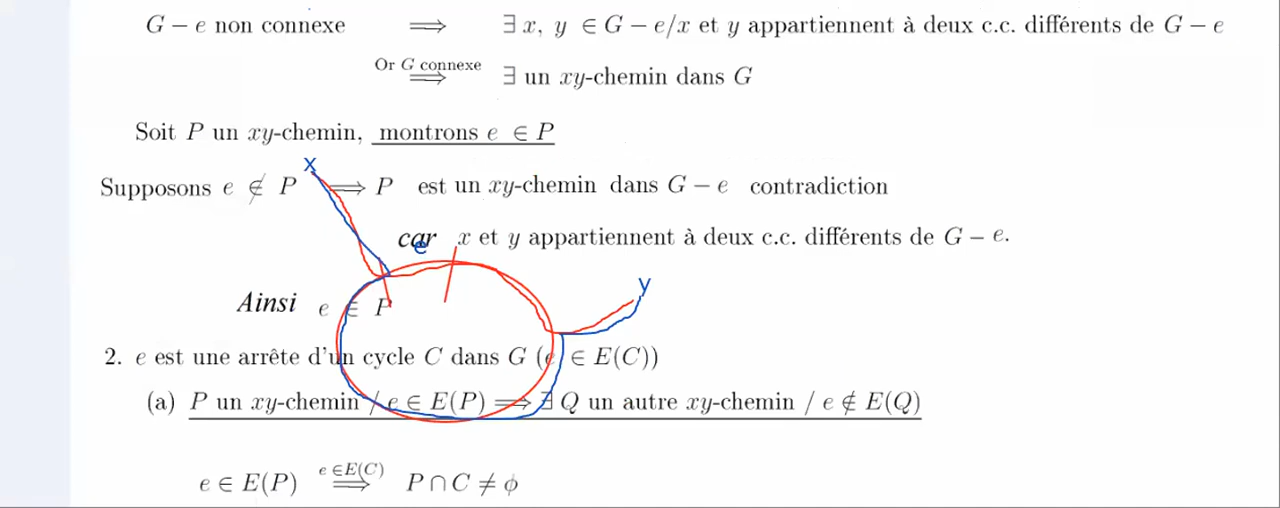 G − e non connexe ⟹ ∃ x, y ∈ G − e/x et y appartiennent à deux c.c. différents de G − e
Or G connexe ⟹ ∃ un xy-chemin dans G
Soit P un xy-chemin, montrons e ∈ P
x
Supposons e ∉ P ⟹ P est un xy-chemin dans G − e contradiction
car x et y appartiennent à deux c.c. différents de G − e.
e
y
Ainsi e ∈ P
2. e est une arrête d'un cycle C dans G (e ∈ E(C))
(a) P un xy-chemin / e ∈ E(P) ⟹ ∃ Q un autre xy-chemin / e ∉ E(Q)
e ∈ E(P) e ∈E(C) ⟹ P ∩ C ≠ ϕ